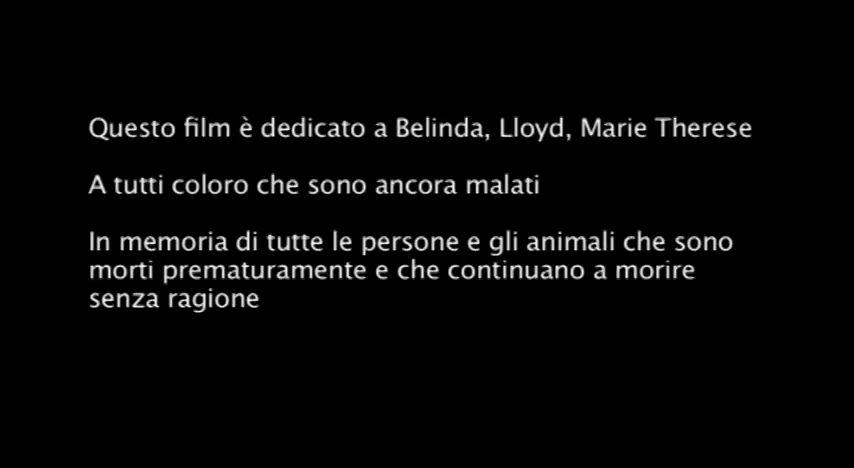 Questo film è dedicato a Belinda, Lloyd, Marie Therese
A tutti coloro che sono ancora malati
In memoria di tutte le persone e gli animali che sono
morti prematuramente e che continuano a morire
senza ragione